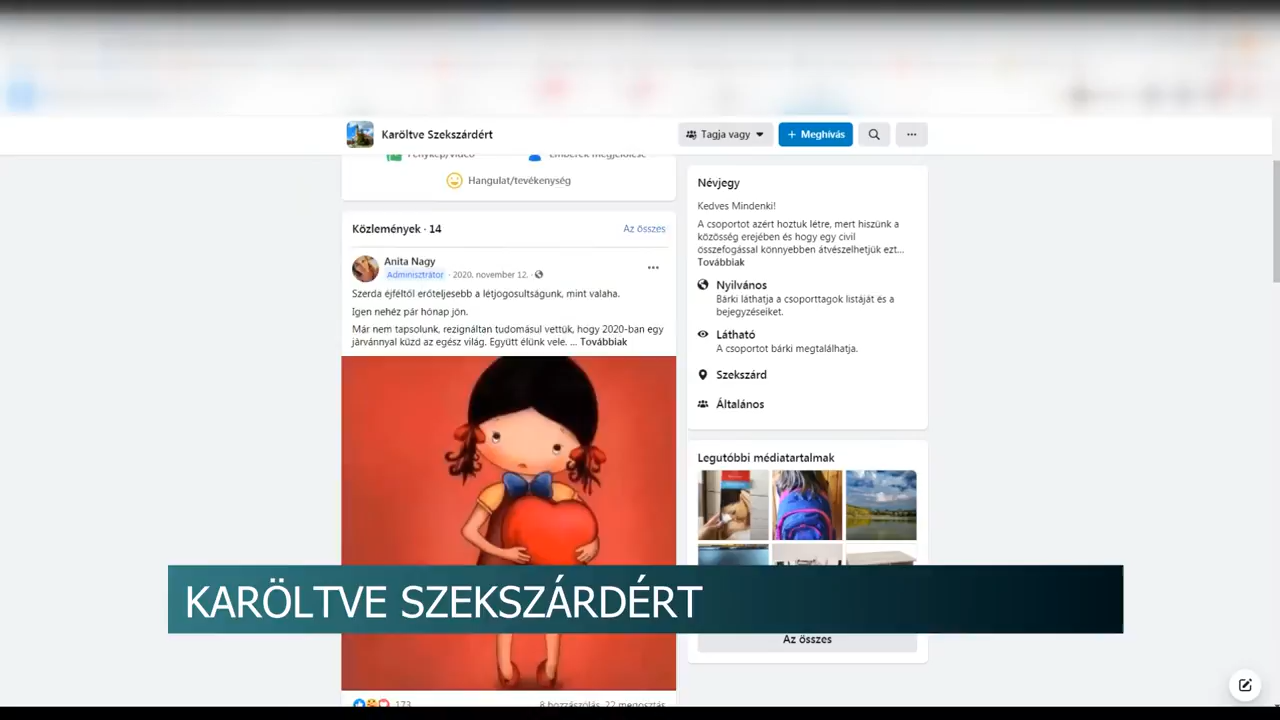 Karöltve Szekszárdért
Tagja vagy
+ Meghívás
Fénykép/videó
Emberek megjelölése
Hangulat/tevékenység
Közlemények · 14
Az összes
Anita Nagy
Adminisztrátor · 2020. november 12. ·
Szerda éjféltől erőteljesebb a létjogosultságunk, mint valaha.
Igen nehéz pár hónap jön.
Már nem tapsolunk, rezignáltan tudomásul vettük, hogy 2020-ban egy
járvánnyal küzd az egész világ. Együtt élünk vele. ... Továbbiak
173
8 hozzászólás 22 megosztás
Névjegy
Kedves Mindenki!
A csoportot azért hoztuk létre, mert hiszünk a
közösség erejében és hogy egy civil
összefogással könnyebben átvészelhetjük ezt...
Továbbiak
Nyilvános
Bárki láthatja a csoporttagok listáját és a
bejegyzéseiket.
Látható
A csoportot bárki megtalálhatja.
Szekszárd
Általános
Legutóbbi médiatartalmak
Az összes
KARÖLTVE SZEKSZÁRDÉRT